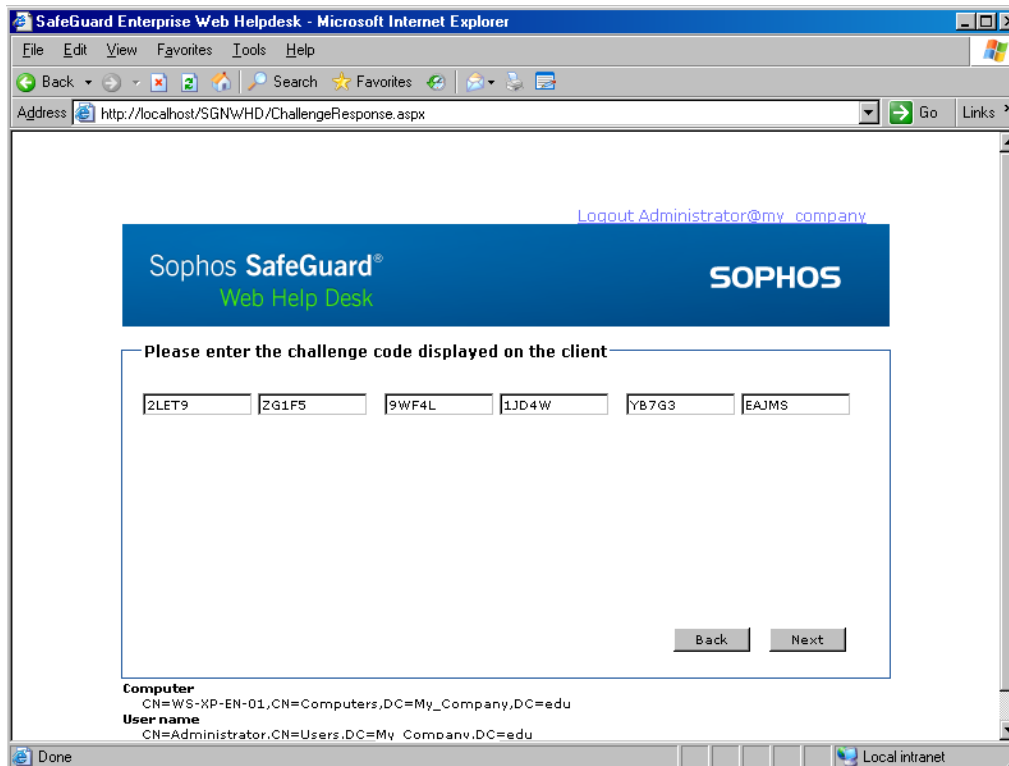 SafeGuard Enterprise Web Helpdesk - Microsoft Internet Explorer
File Edit View Favorites Tools Help
Back Search Favorites
Address http://localhost/SGNWHD/ChallengeResponse.aspx Go Links
Logout Administrator@my_company
Sophos SafeGuard® SOPHOS
Web Help Desk
Please enter the challenge code displayed on the client
2LET9 ZG1F5 9WF4L 1JD4W YB7G3 EAJMS
Back Next
Computer
CN=WS-XP-EN-01,CN=Computers,DC=My_Company,DC=edu
User name
CN=Administrator,CN=Users,DC=My_Company,DC=edu
Done Local intranet